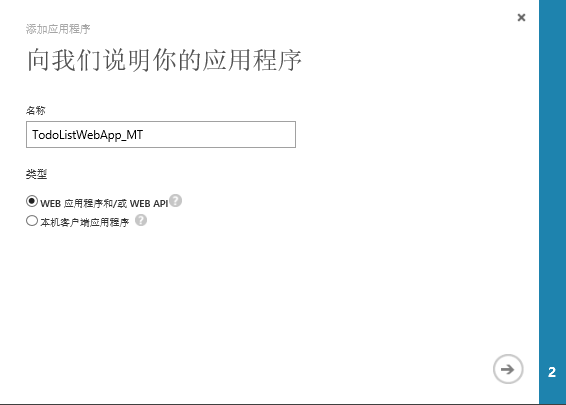 添加应用程序
向我们说明你的应用程序
名称
TodoListWebApp_MT
类型
WEB 应用程序和/或 WEB API ?
本机客户端应用程序 ?
2